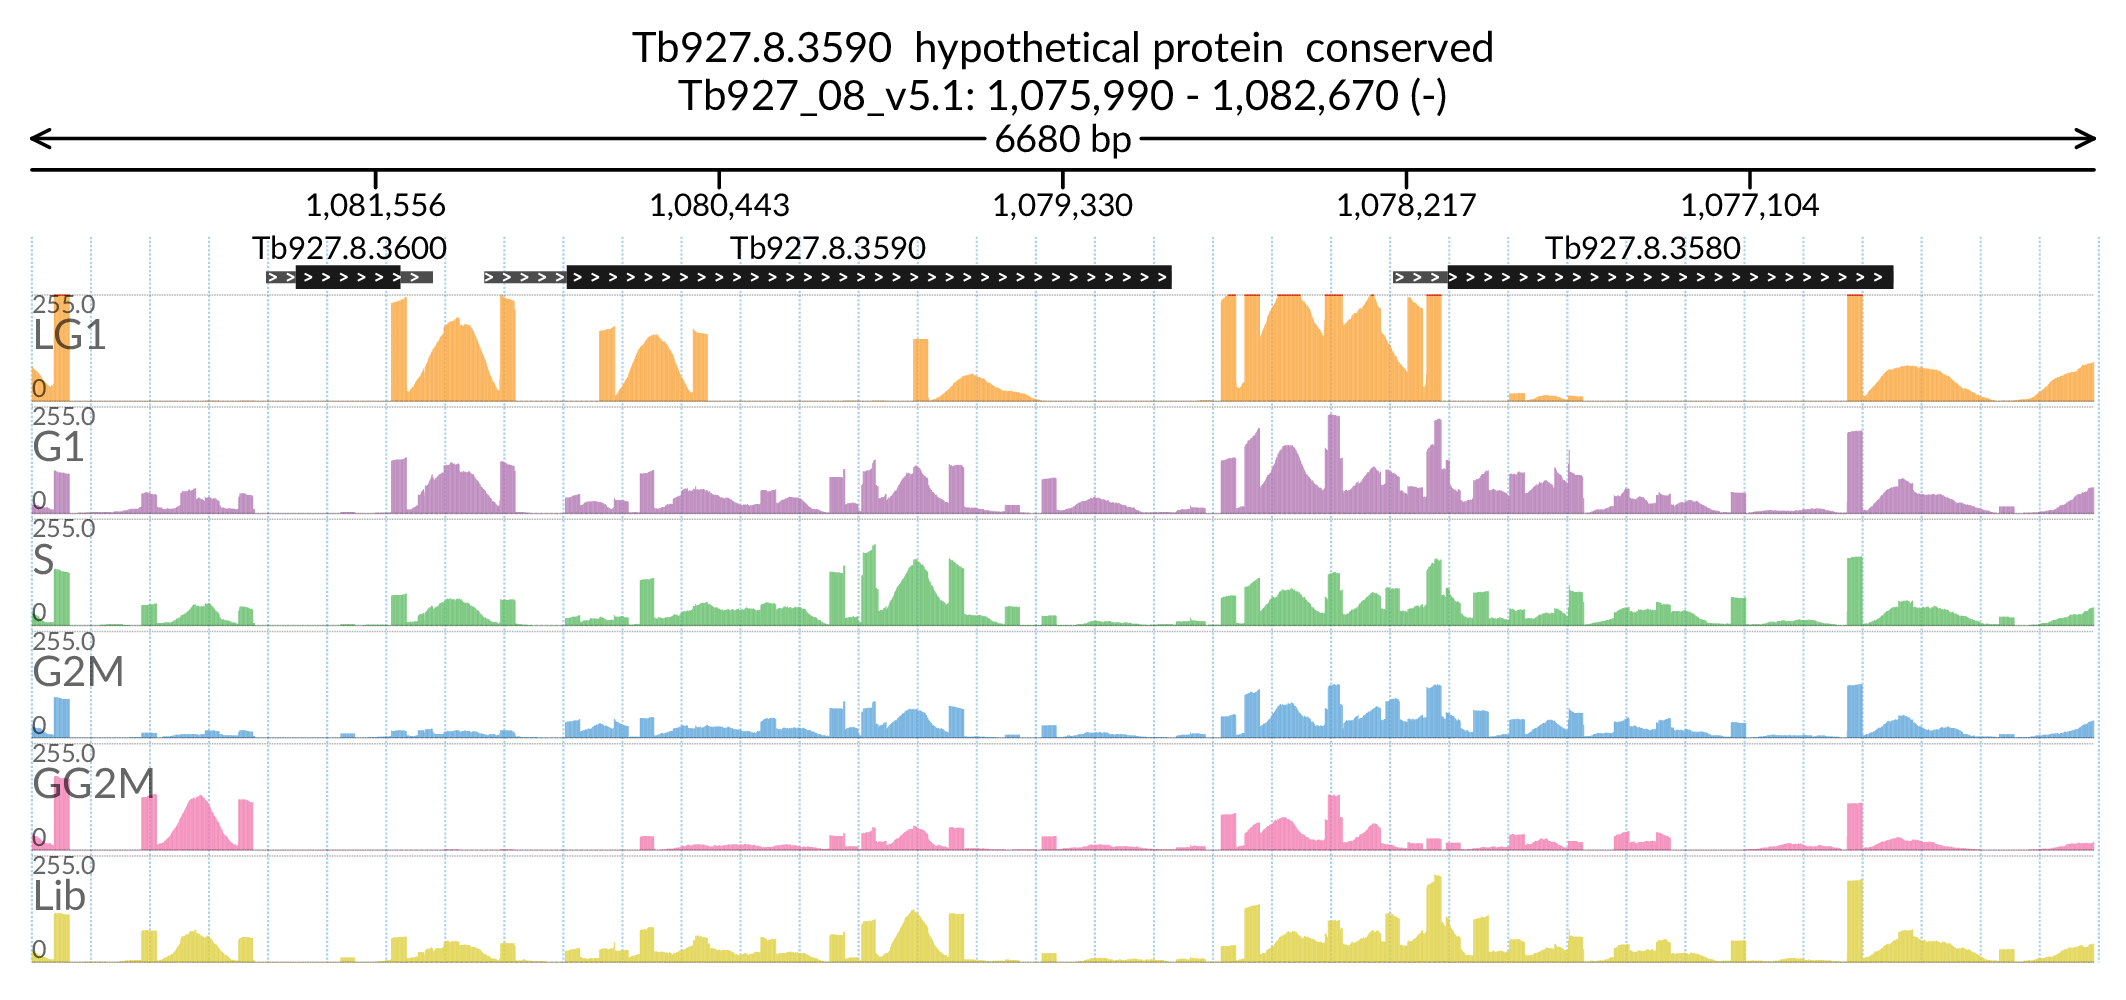 Tb927.8.3590 hypothetical protein conserved
Tb927_08_v5.1: 1,075,990 - 1,082,670 (-)
6680 bp
1,081,556 1,080,443 1,079,330 1,078,217 1,077,104
Tb927.8.3600 Tb927.8.3590 Tb927.8.3580
255.0
LG1
0
255.0
G1
0
255.0
S
0
255.0
G2M
0
255.0
GG2M
0
255.0
Lib
0